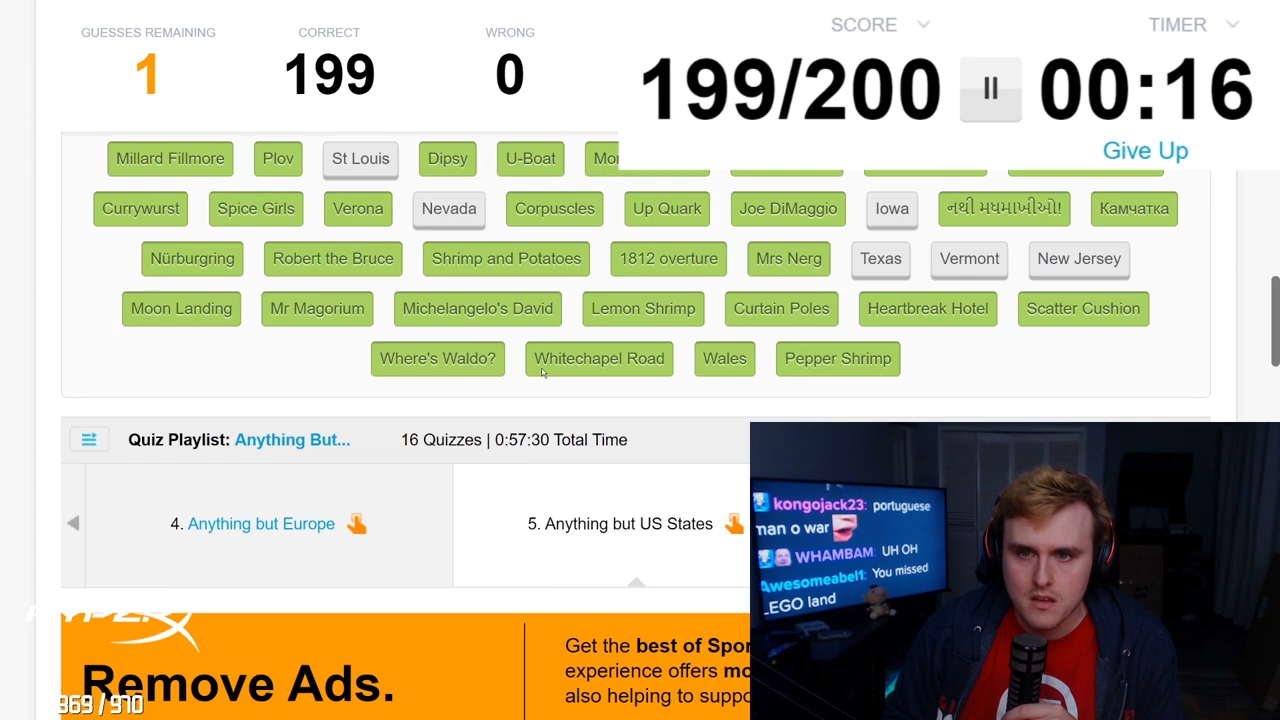 GUESSES REMAINING CORRECT WRONG
1 199 0
SCORE TIMER
199/200 00:16
Give Up
Millard Fillmore Plov St Louis Dipsy U-Boat Mo
Currywurst Spice Girls Verona Nevada Corpuscles Up Quark Joe DiMaggio Iowa નથી મધમાખીઓ! Камчатка
Nürburgring Robert the Bruce Shrimp and Potatoes 1812 overture Mrs Nerg Texas Vermont New Jersey
Moon Landing Mr Magorium Michelangelo's David Lemon Shrimp Curtain Poles Heartbreak Hotel Scatter Cushion
Where's Waldo? Whitechapel Road Wales Pepper Shrimp
Quiz Playlist: Anything But... 16 Quizzes | 0:57:30 Total Time
4. Anything but Europe 5. Anything but US States
kongojack23: portuguese
man o war
WHAMBAM: UH OH
Awesomeabel1: You missed
LEGO land
HYPERX
Remove Ads.
Get the best of Spor
experience offers mo
also helping to suppo
969 / 970